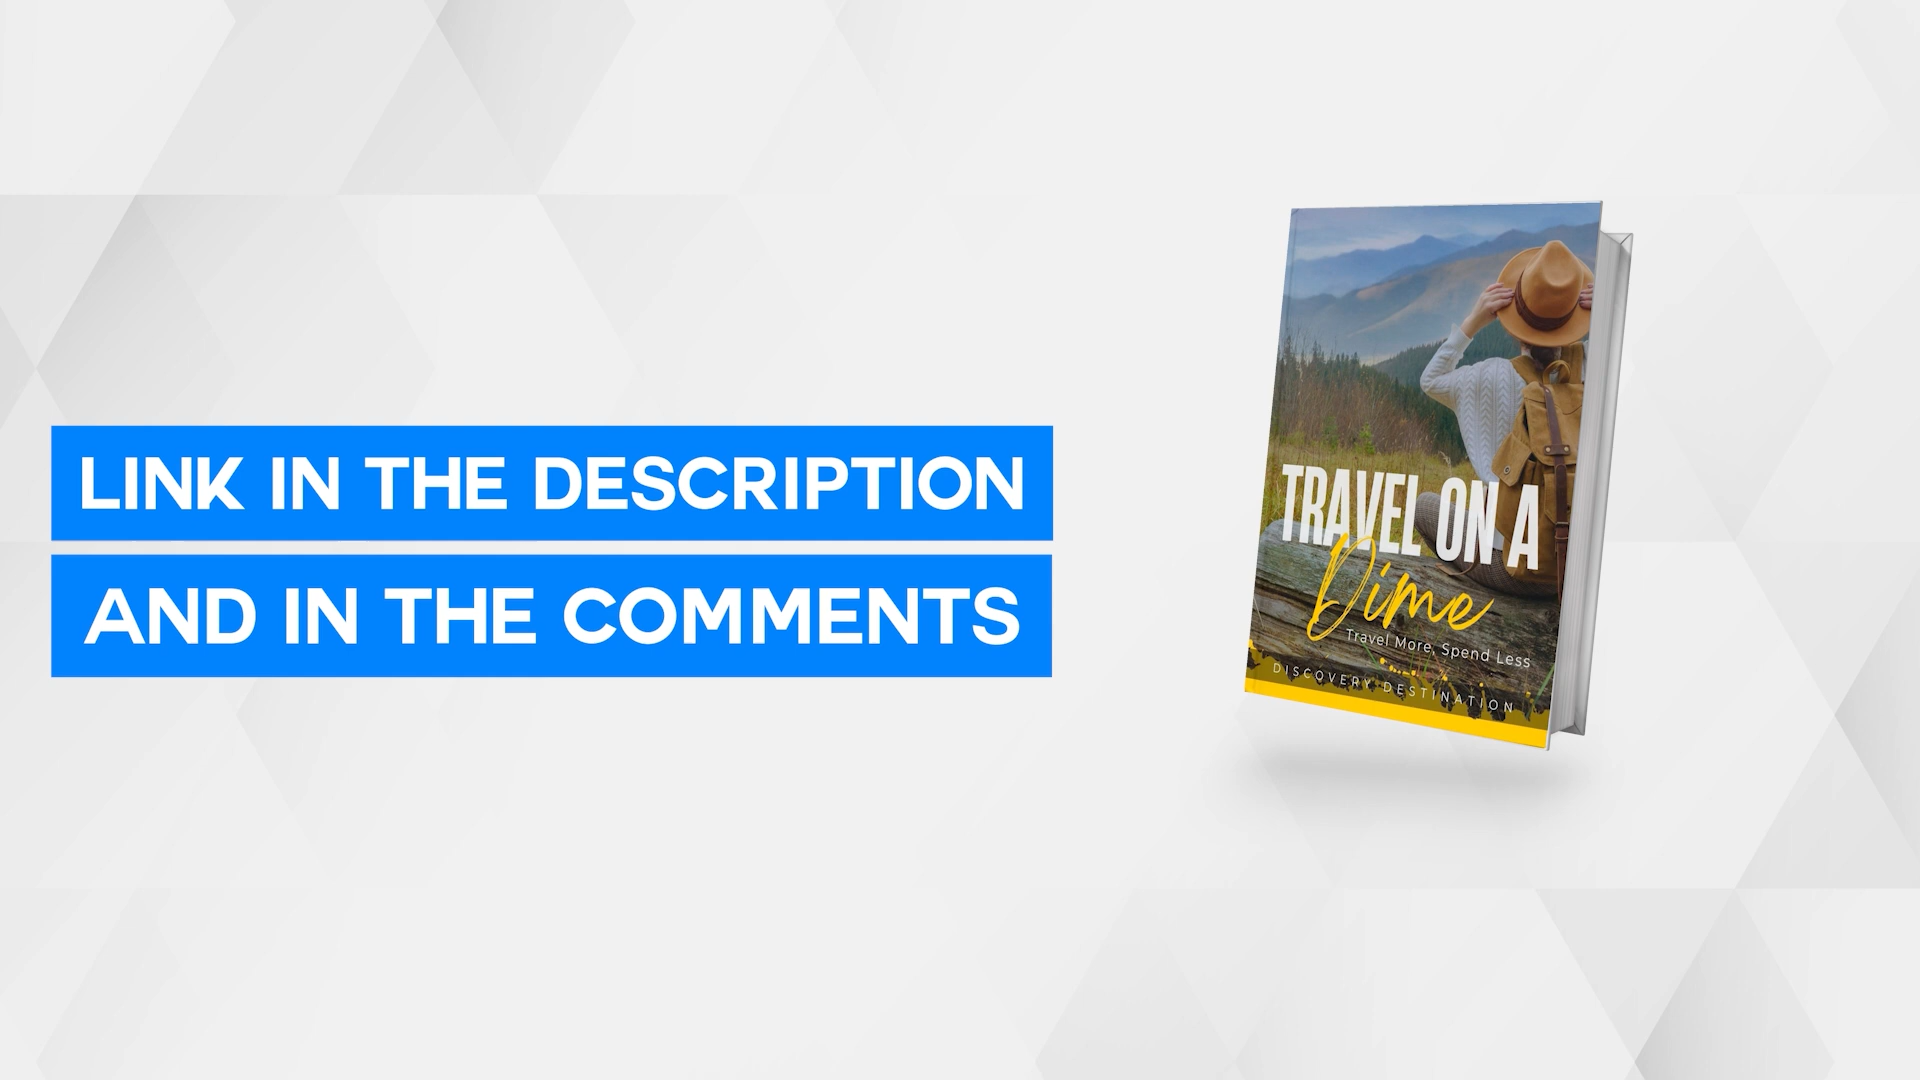 LINK IN THE DESCRIPTION
AND IN THE COMMENTS
TRAVEL ON A
Dime
Travel More, Spend Less
DISCOVERY DESTINATION